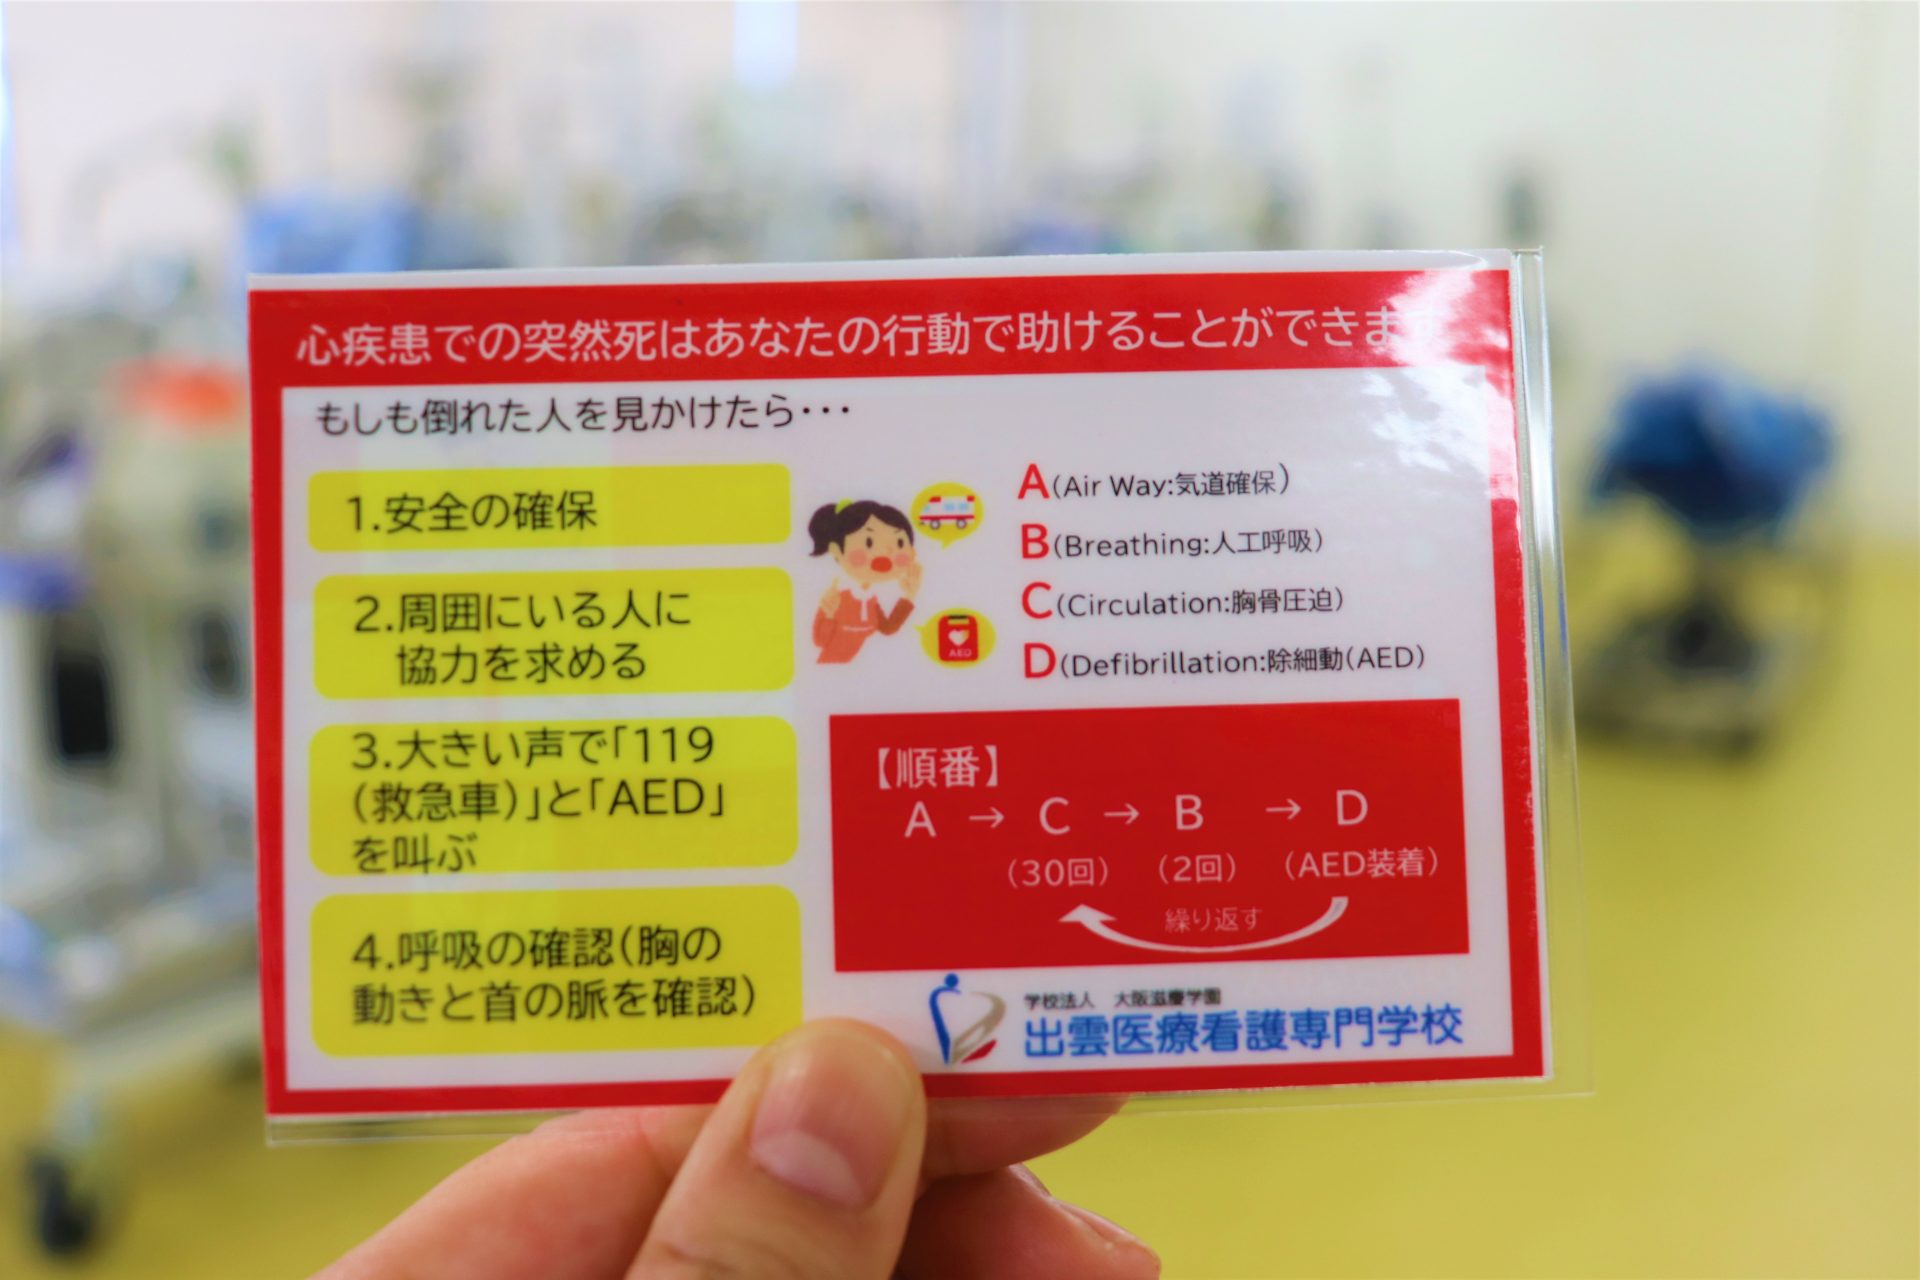 心疾患での突然死はあなたの行動で助けることができます
もしも倒れた人を見かけたら・・・
1.安全の確保
2.周囲にいる人に
協力を求める
3.大きい声で「119
(救急車)」と「AED」
を叫ぶ
4.呼吸の確認(胸の
動きと首の脈を確認)
AED
A(Air Way:気道確保)
B(Breathing:人工呼吸)
C(Circulation:胸骨圧迫)
D(Defibrillation:除細動(AED)
【順番】
A → C → B → D
(30回) (2回) (AED装着)
繰り返す
学校法人 大阪滋慶学園
出雲医療看護専門学校